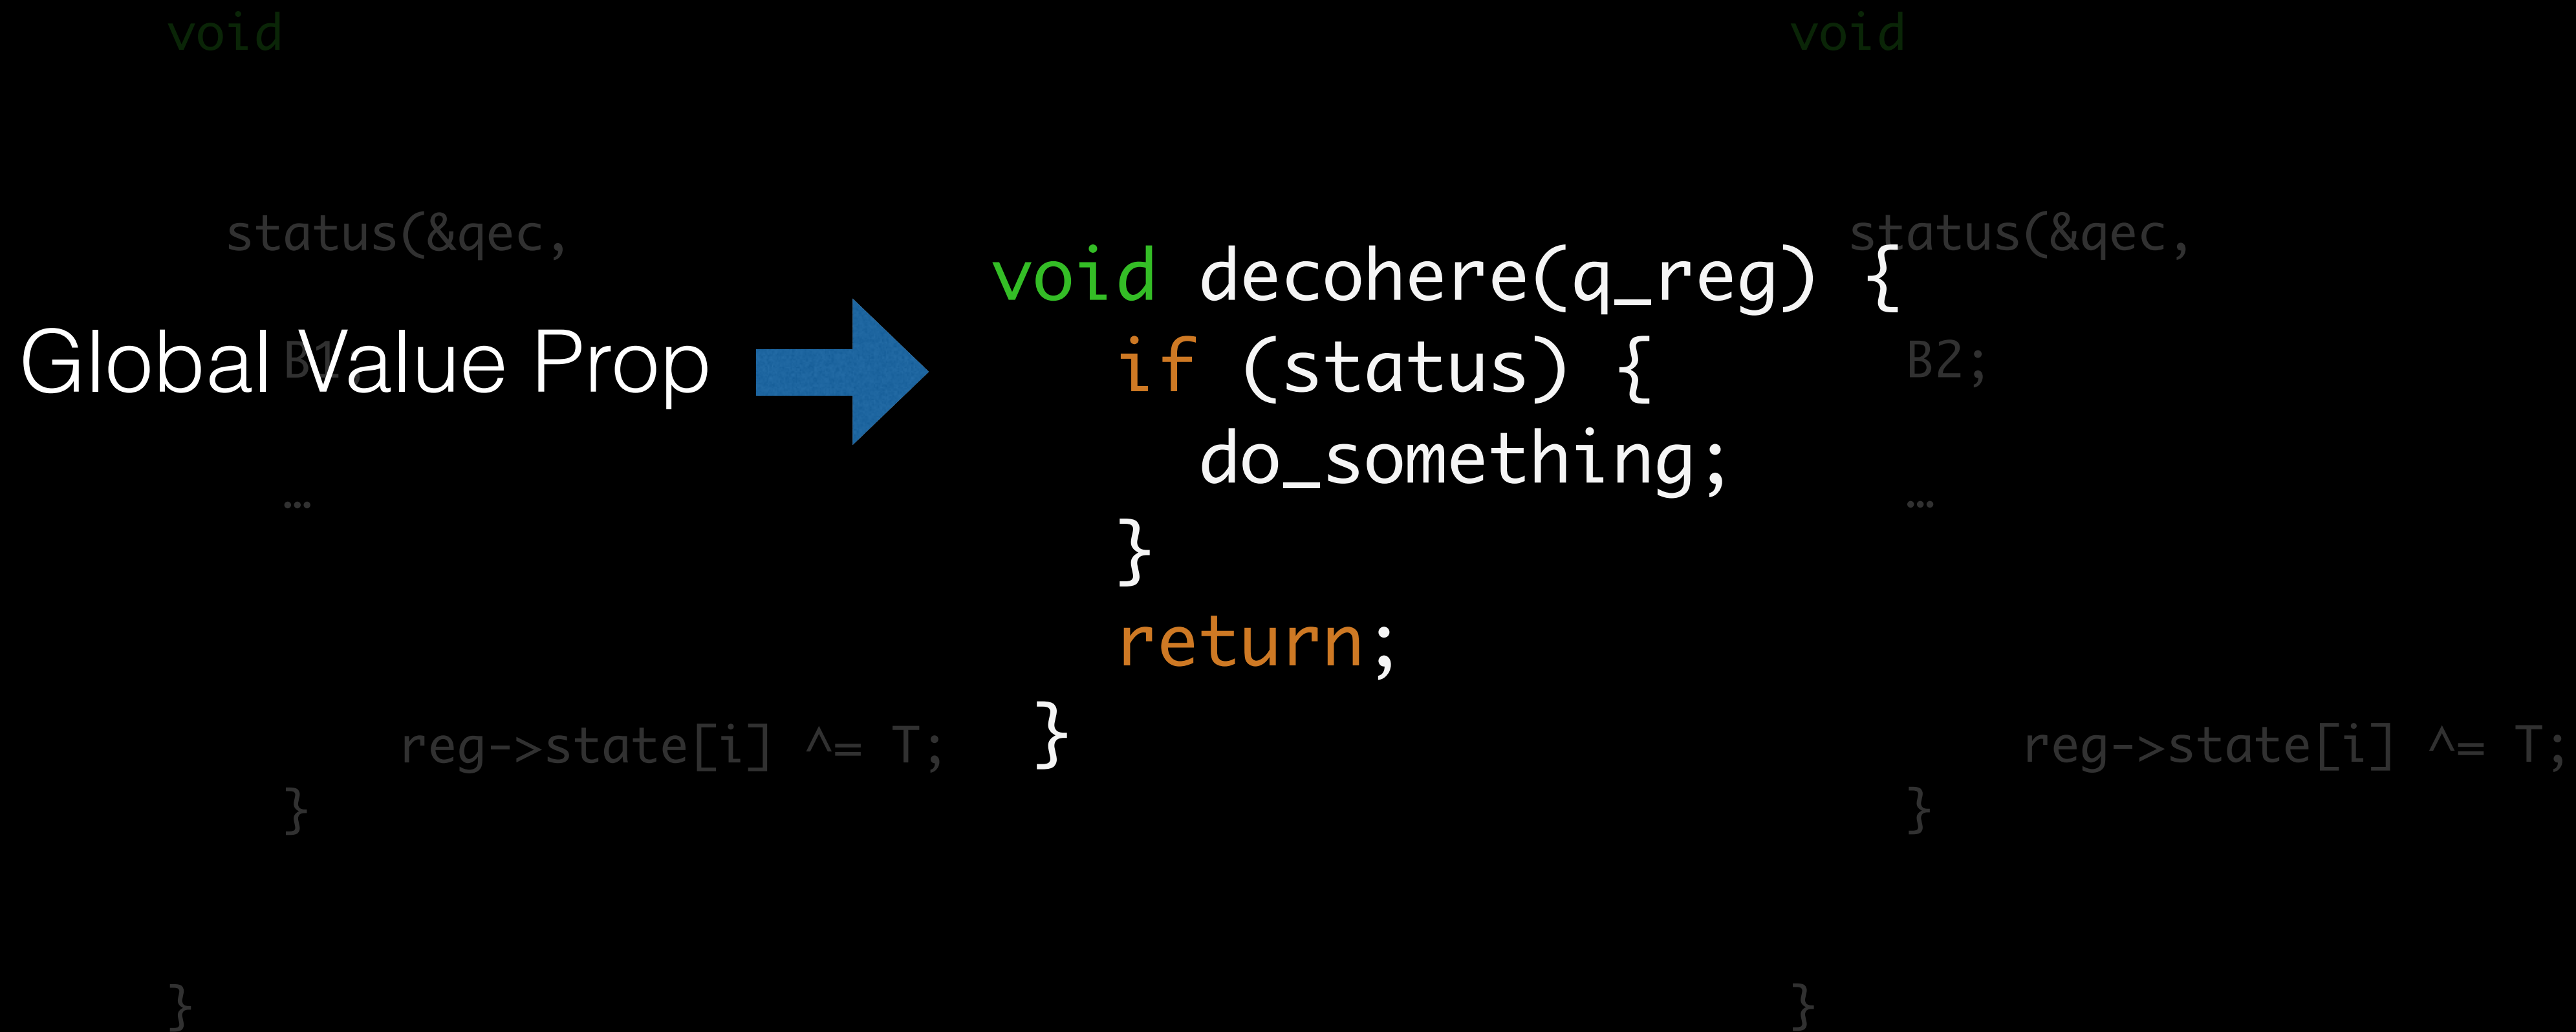 void
void
status(&qec,
status(&qec,
Global Value Prop
B1;
B2;
…
…
void decohere(q_reg) {
if (status) {
do_something;
}
return;
}
reg->state[i] ^= T;
reg->state[i] ^= T;
}
}
}
}